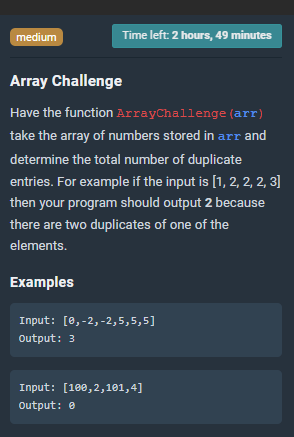 medium
Time left: 2 hours, 49 minutes
Array Challenge
Have the function ArrayChallenge(arr)
take the array of numbers stored in arr and
determine the total number of duplicate
entries. For example if the input is [1, 2, 2, 2, 3]
then your program should output 2 because
there are two duplicates of one of the
elements.
Examples
Input: [0,-2,-2,5,5,5]
Output: 3
Input: [100,2,101,4]
Output: 0